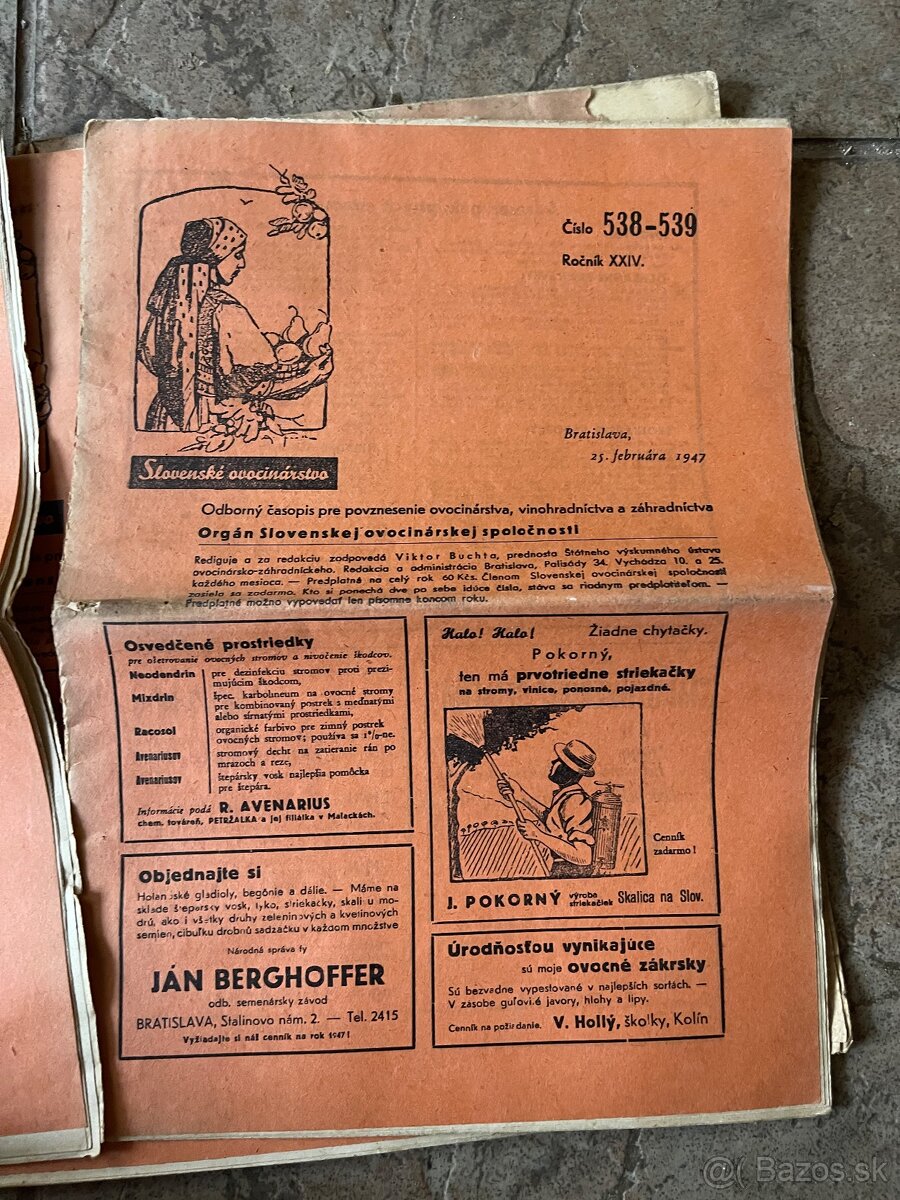 Číslo 538-539
Ročník XXIV.
Bratislava,
25. februára 1947
Slovenské ovocinárstvo
Odborný časopis pre povznesenie ovocinárstva, vinohradníctva a záhradníctva
Orgán Slovenskej ovocinárskej spoločnosti
Rediguje a za redakciu zodpovedá Viktor Buchta, prednosta Štátneho výskumného ústavu
ovocinársko-záhradníckeho. Redakcia a administrácia Bratislava, Palisády 34. Vychádza 10. a 25.
každého mesiaca. — Predplatné na celý rok 60 Kčs. Členom Slovenskej ovocinárskej spoločnosti
zasiela sa zadarmo. Kto si ponechá dve po sebe idúce čísla, stáva sa riadnym predplatiteľom. —
Predplatné možno vypovedať len písomne koncom roku.
Osvedčené prostriedky
pre ošetrovanie ovocných stromov a ničenie škodcov.
Neodendrin pre dezinfekciu stromov proti prezi-
mujúcim škodcom,
Mixdrin špec. karbolineum na ovocné stromy
pre kombinovaný postrek s meďnatými
alebo sírnatými prostriedkami,
Racosol organické farbivo pre zimný postrek
ovocných stromov; používa sa 1%-ne.
Avenariusov stromový decht na zatieranie rán po
mrazoch a reze,
Avenariusov štepársky vosk najlepšia pomôcka
pre štepára.
Informácie podá R. AVENARIUS
chem. továreň, PETRŽALKA a jej filiálka v Malackách.
Objednajte si
Holandské gladioly, begónie a dálie. — Máme na
sklade štepársky vosk, lyko, striekačky, skalicu mo-
drú, ako i všetky druhy zeleninových a kvetinových
semien, cibuľku drobnú sadzačku v každom množstve
Národná správa fy
JÁN BERGHOFFER
odb. semenársky závod
BRATISLAVA, Stalinovo nám. 2. — Tel. 2415
Vyžiadajte si náš cenník na rok 1947!
Halo! Halo! Žiadne chytačky.
Pokorný,
ten má prvotriedne striekačky
na stromy, vinice, ponosné, pojazdné.
Cenník
zadarmo!
J. POKORNÝ výroba striekačiek Skalica na Slov.
Úrodňosťou vynikajúce
sú moje ovocné zákrsky
Sú bezvadne vypestované v najlepších sortách. —
V zásobe guľovité javory, hlohy a lipy.
Cenník na požiadanie. V. Hollý, škôlky, Kolín
@ Bazos.sk